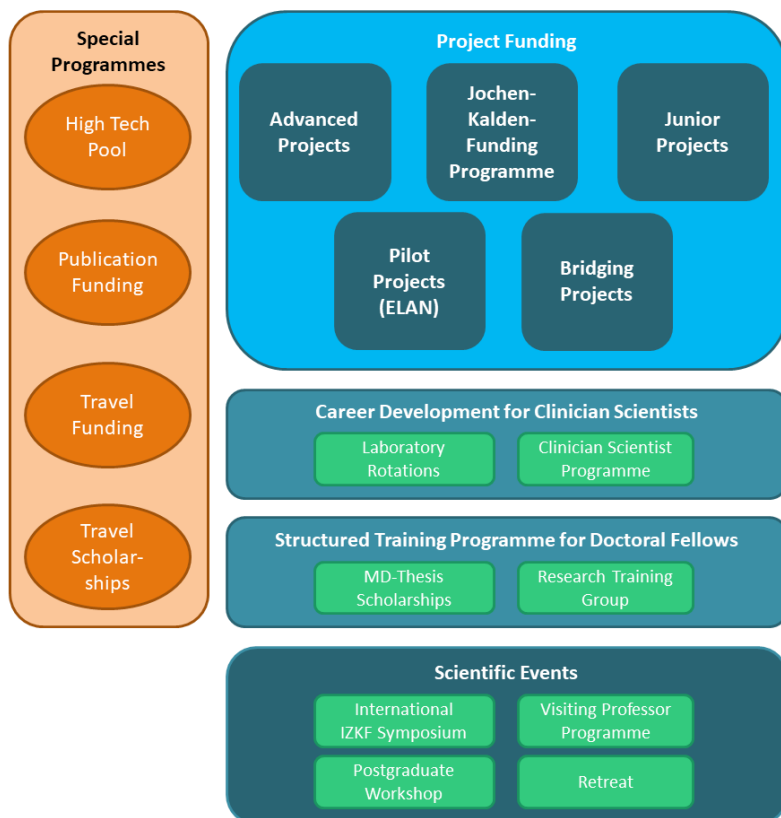 Special
Programmes
High Tech
Pool
Publication
Funding
Travel
Funding
Travel
Scholar-
ships
Project Funding
Advanced
Projects
Jochen-
Kalden-
Funding
Programme
Junior
Projects
Pilot
Projects
(ELAN)
Bridging
Projects
Career Development for Clinician Scientists
Laboratory
Rotations
Clinician Scientist
Programme
Structured Training Programme for Doctoral Fellows
MD-Thesis
Scholarships
Research Training
Group
Scientific Events
International
IZKF Symposium
Visiting Professor
Programme
Postgraduate
Workshop
Retreat